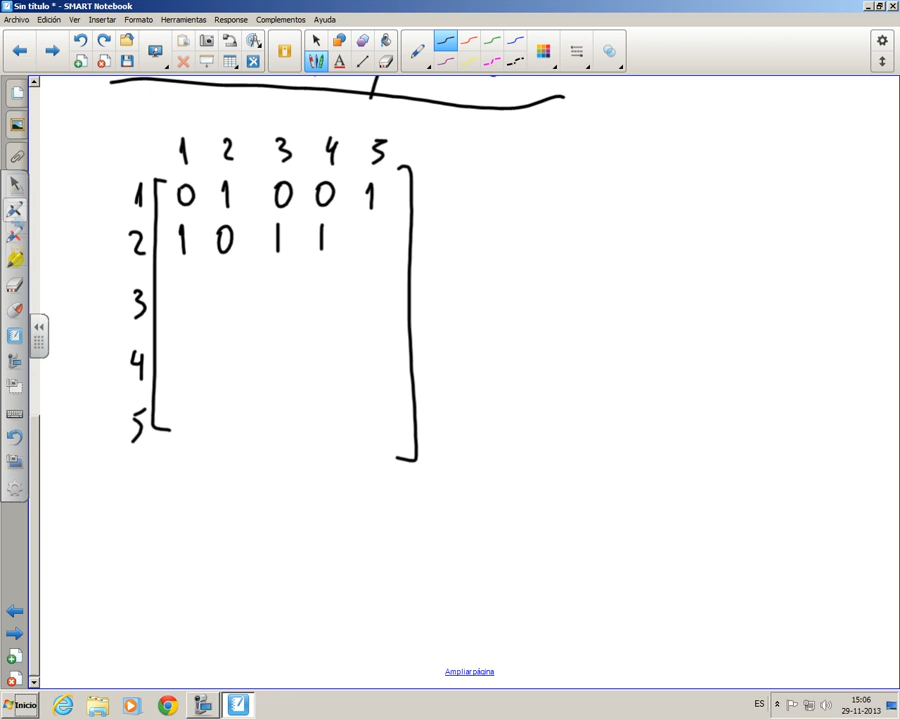 Sin título * - SMART Notebook
Archivo Edición Ver Insertar Formato Herramientas Response Complementos Ayuda
1 2 3 4 5
1 0 1 0 0 1
2 1 0 1 1
3
4
5
Ampliar página
Inicio
ES
15:06
29-11-2013